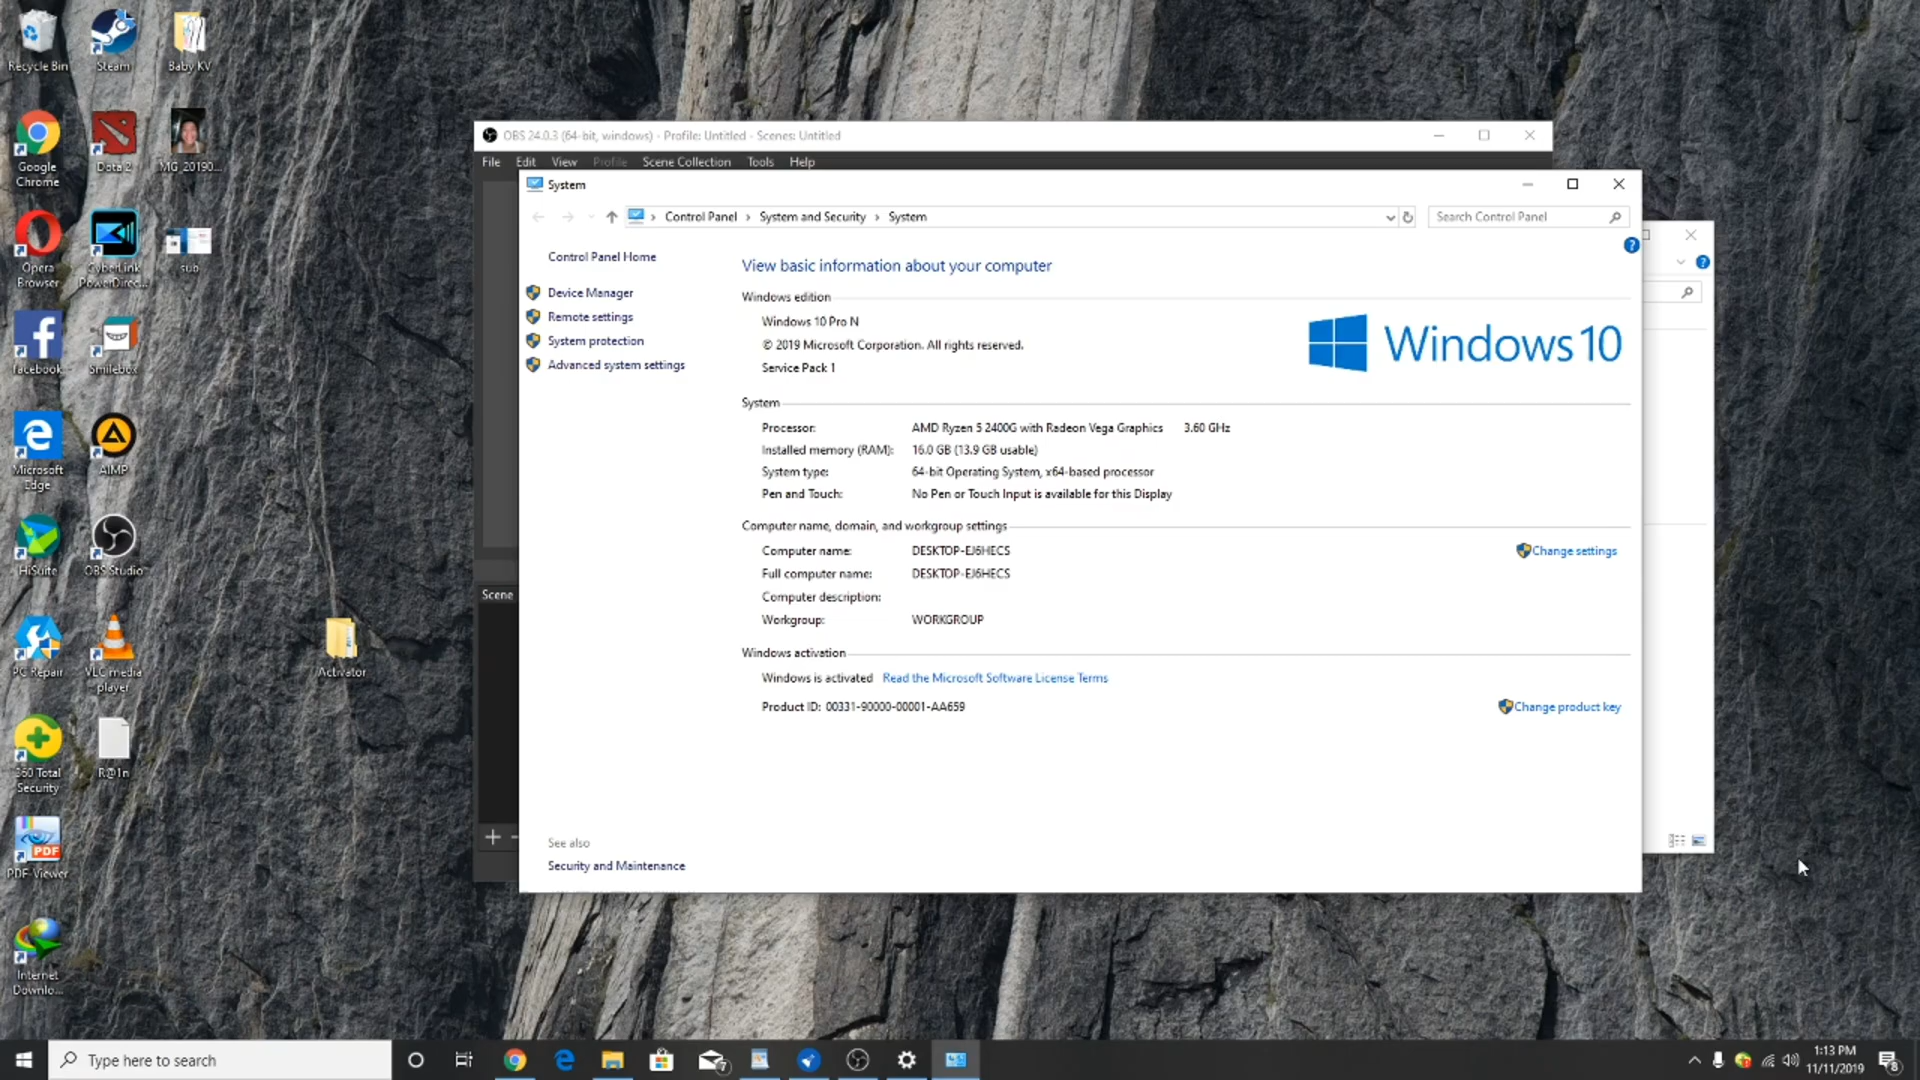 Recycle Bin
Steam
Baby KV
Google
Chrome
Dota 2
MG_20190...
Opera
Browser
CyberLink
PowerDirec...
sub
facebook
Smilebox
Microsoft
Edge
AIMP
HiSuite
OBS Studio
PC Repair
VLC media
player
Activator
360 Total
Security
R@1n
PDF-Viewer
Internet
Downlo...
OBS 24.0.3 (64-bit, windows) - Profile: Untitled - Scenes: Untitled
File Edit View Profile Scene Collection Tools Help
Scene
System
Control Panel > System and Security > System
Search Control Panel
Control Panel Home
Device Manager
Remote settings
System protection
Advanced system settings
See also
Security and Maintenance
View basic information about your computer
Windows edition
Windows 10 Pro N
© 2019 Microsoft Corporation. All rights reserved.
Service Pack 1
Windows 10
System
Processor: AMD Ryzen 5 2400G with Radeon Vega Graphics 3.60 GHz
Installed memory (RAM): 16.0 GB (13.9 GB usable)
System type: 64-bit Operating System, x64-based processor
Pen and Touch: No Pen or Touch Input is available for this Display
Computer name, domain, and workgroup settings
Computer name: DESKTOP-EJ6HECS
Change settings
Full computer name: DESKTOP-EJ6HECS
Computer description:
Workgroup: WORKGROUP
Windows activation
Windows is activated Read the Microsoft Software License Terms
Product ID: 00331-90000-00001-AA659
Change product key
Type here to search
7
1:13 PM
11/11/2019
8